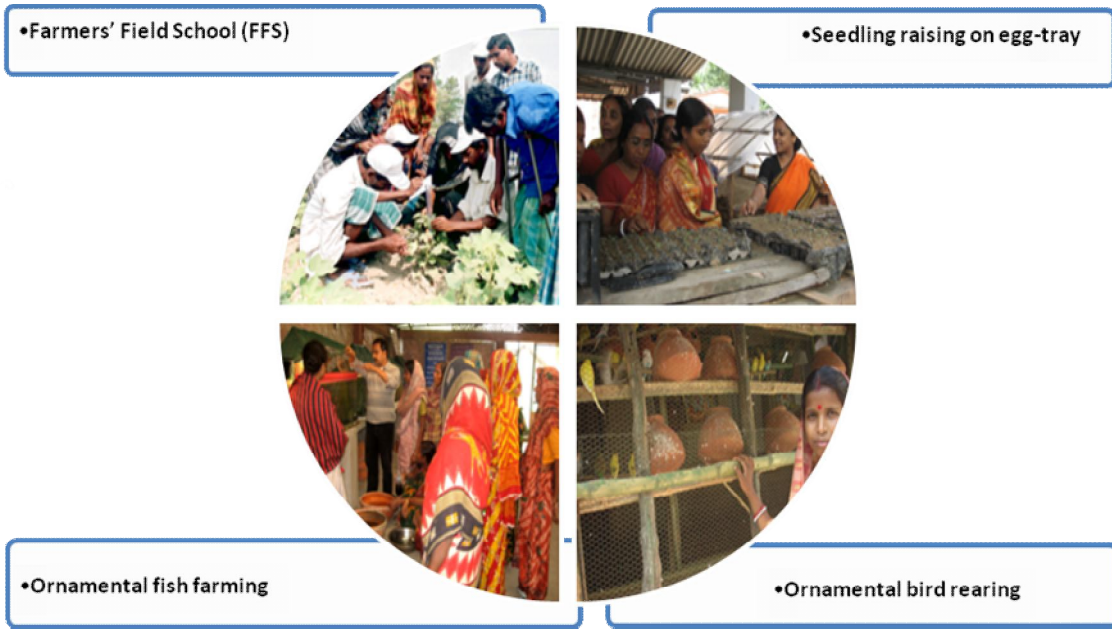 •Farmers' Field School (FFS)
•Seedling raising on egg-tray
•Ornamental fish farming
•Ornamental bird rearing